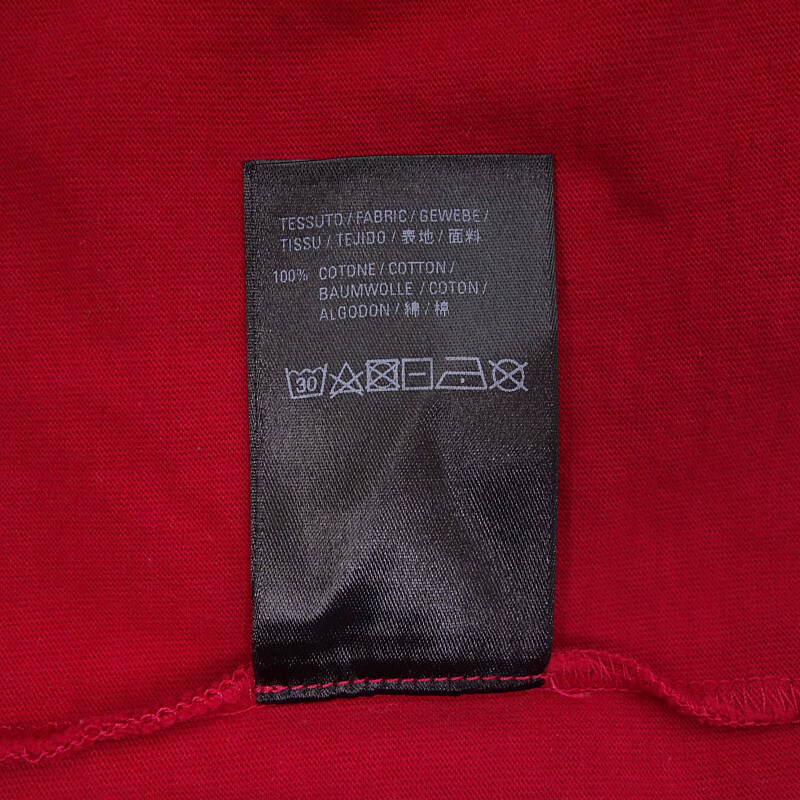 TESSUTO / FABRIC / GEWEBE /
TISSU / TEJIDO / 表地 / 面料
100% COTONE / COTTON /
BAUMWOLLE / COTON /
ALGODON / 綿 / 棉
30